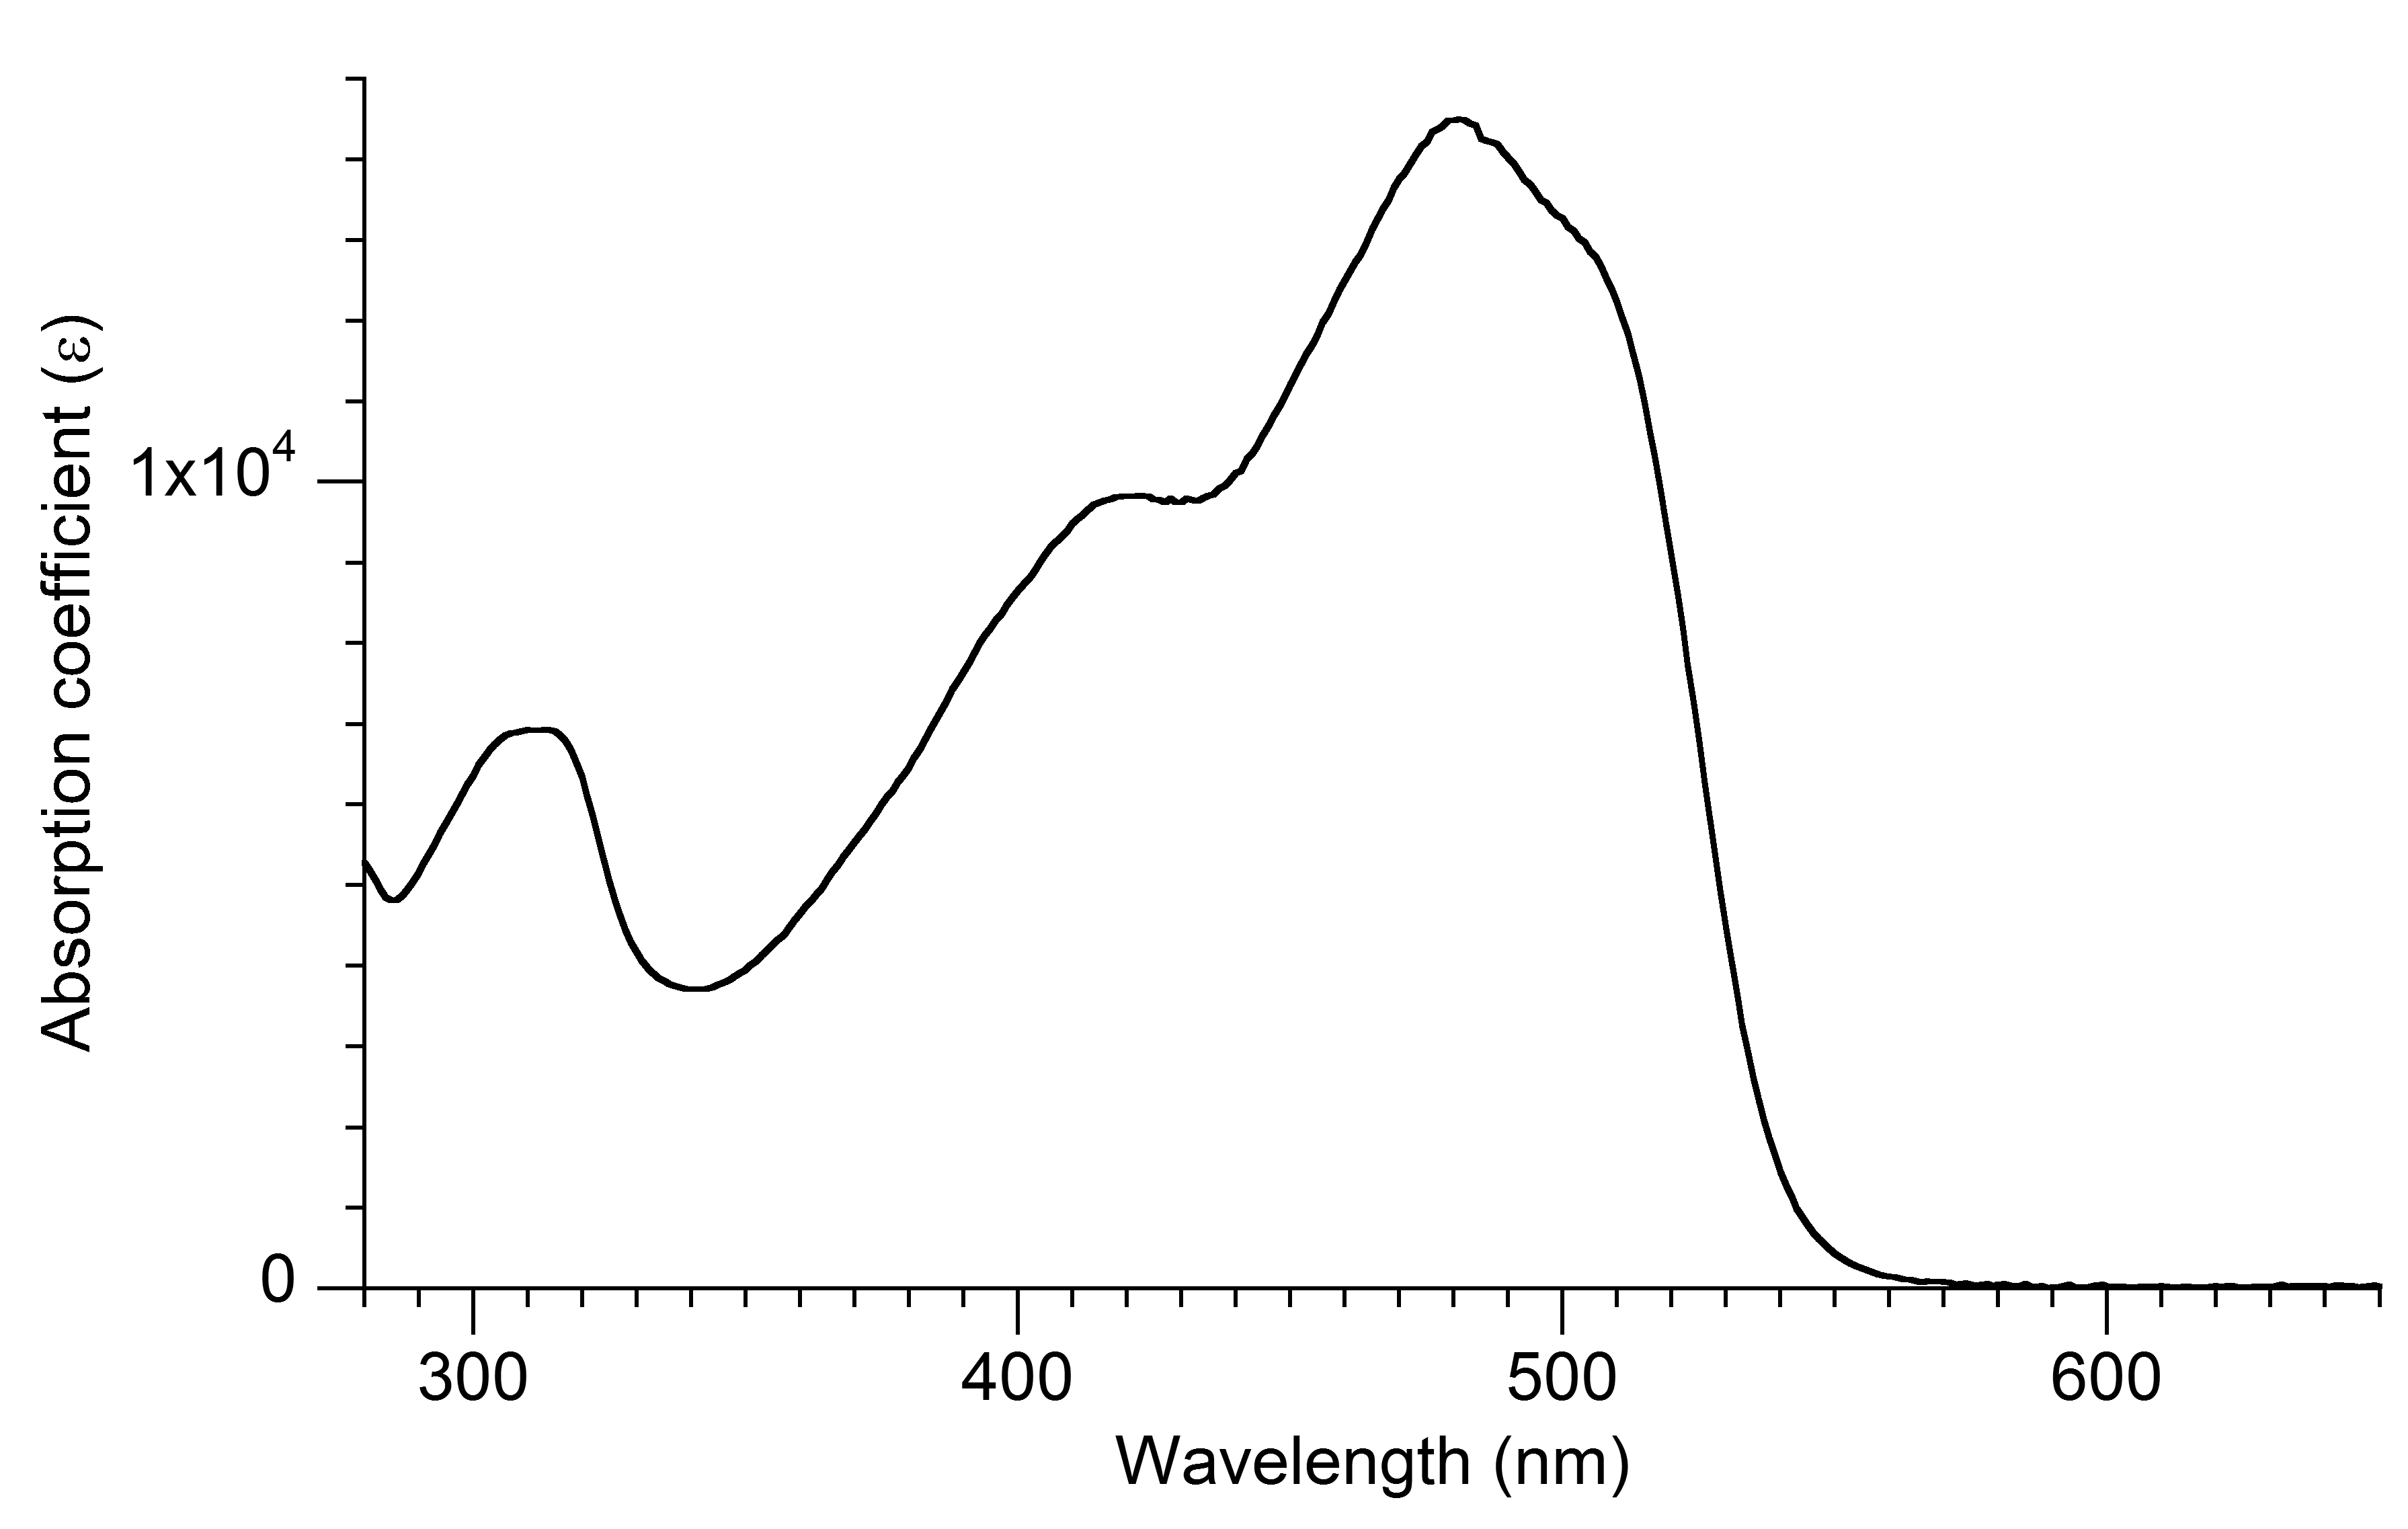 Absorption coefficient (ε)
1x10⁴
0
300 400 500 600
Wavelength (nm)